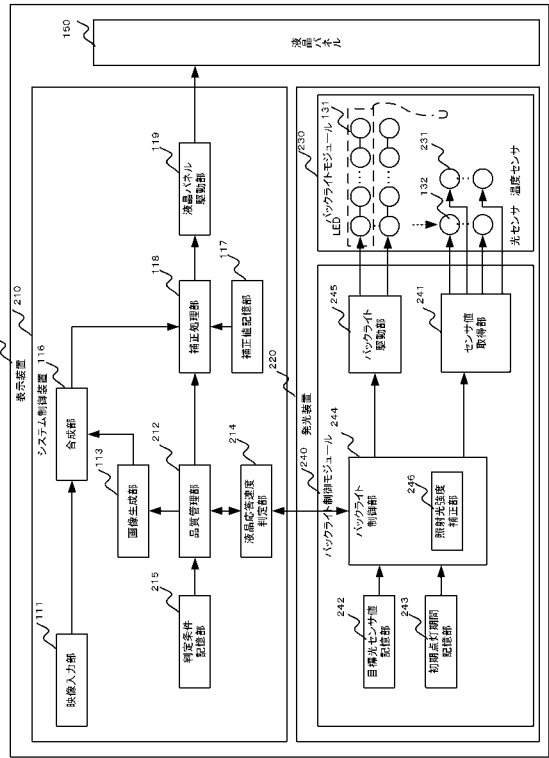 表示装置
210
システム制御装置
116
合成部
111
映像入力部
113
画像生成部
118
補正処理部
119
液晶パネル
駆動部
150
液晶パネル
117
補正値記憶部
212
品質管理部
215
判定条件
記憶部
214
液晶応答速度
判定部
220
発光装置
240
バックライト制御モジュール
244
バックライト
制御部
246
照射光強度
補正部
242
目標光センサ値
記憶部
243
初期点灯期間
記憶部
245
バックライト
駆動部
241
センサ値
取得部
230
バックライトモジュール
LED
131
132
231
光センサ
温度センサ